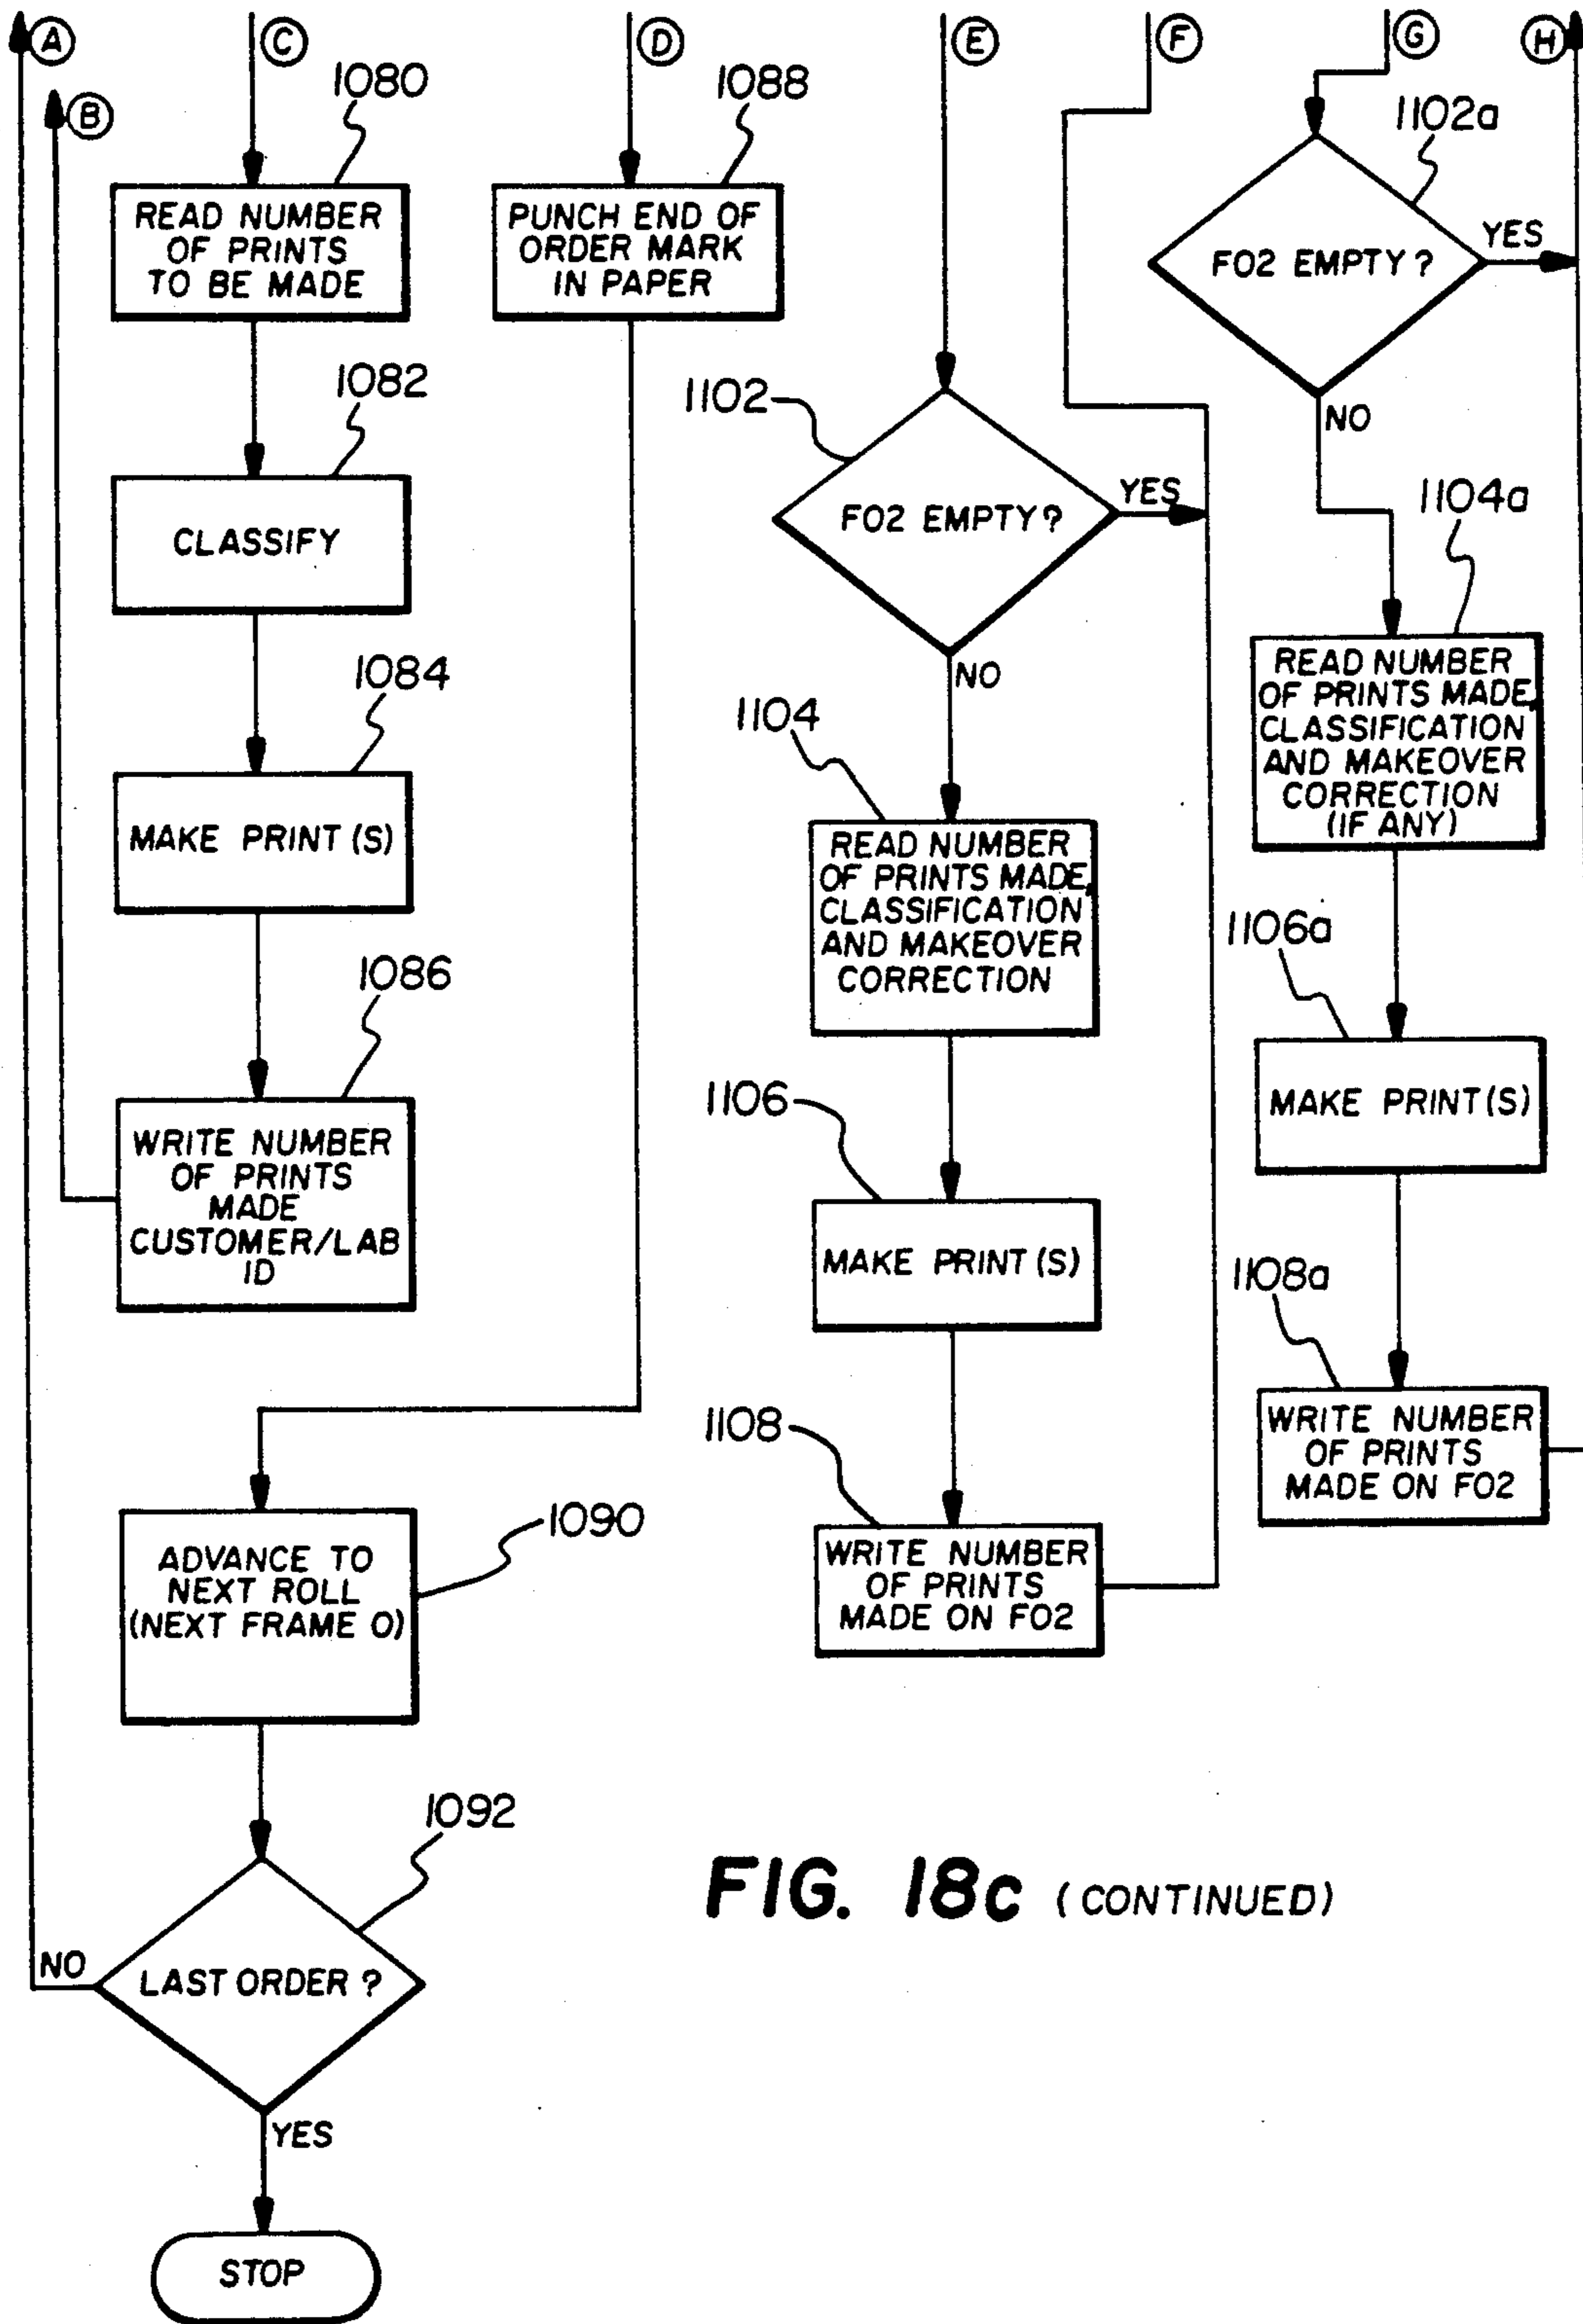 A
C
D
E
F
G
H
B
1080
1088
1102a
READ NUMBER
OF PRINTS
TO BE MADE
PUNCH END OF
ORDER MARK
IN PAPER
FO2 EMPTY?
YES
NO
1082
CLASSIFY
1102
FO2 EMPTY?
YES
NO
1104a
READ NUMBER
OF PRINTS MADE,
CLASSIFICATION
AND MAKEOVER
CORRECTION
(IF ANY)
1084
MAKE PRINT(S)
1104
READ NUMBER
OF PRINTS MADE,
CLASSIFICATION
AND MAKEOVER
CORRECTION
1106a
MAKE PRINT(S)
1086
WRITE NUMBER
OF PRINTS
MADE
CUSTOMER/LAB
ID
1106
MAKE PRINT(S)
1108a
WRITE NUMBER
OF PRINTS
MADE ON FO2
1108
WRITE NUMBER
OF PRINTS
MADE ON FO2
1090
ADVANCE TO
NEXT ROLL
(NEXT FRAME O)
1092
LAST ORDER?
NO
YES
STOP
FIG. 18c (CONTINUED)